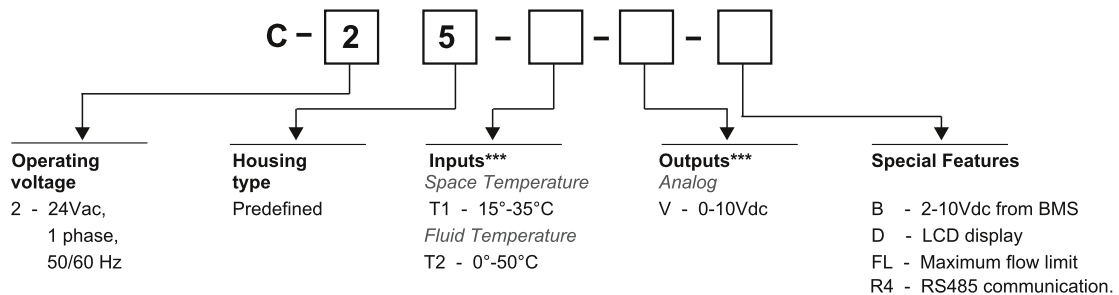 C - 2 5 - - -
Operating
voltage
2 - 24Vac,
1 phase,
50/60 Hz
Housing
type
Predefined
Inputs***
Space Temperature
T1 - 15°-35°C
Fluid Temperature
T2 - 0°-50°C
Outputs***
Analog
V - 0-10Vdc
Special Features
B - 2-10Vdc from BMS
D - LCD display
FL - Maximum flow limit
R4 - RS485 communication.